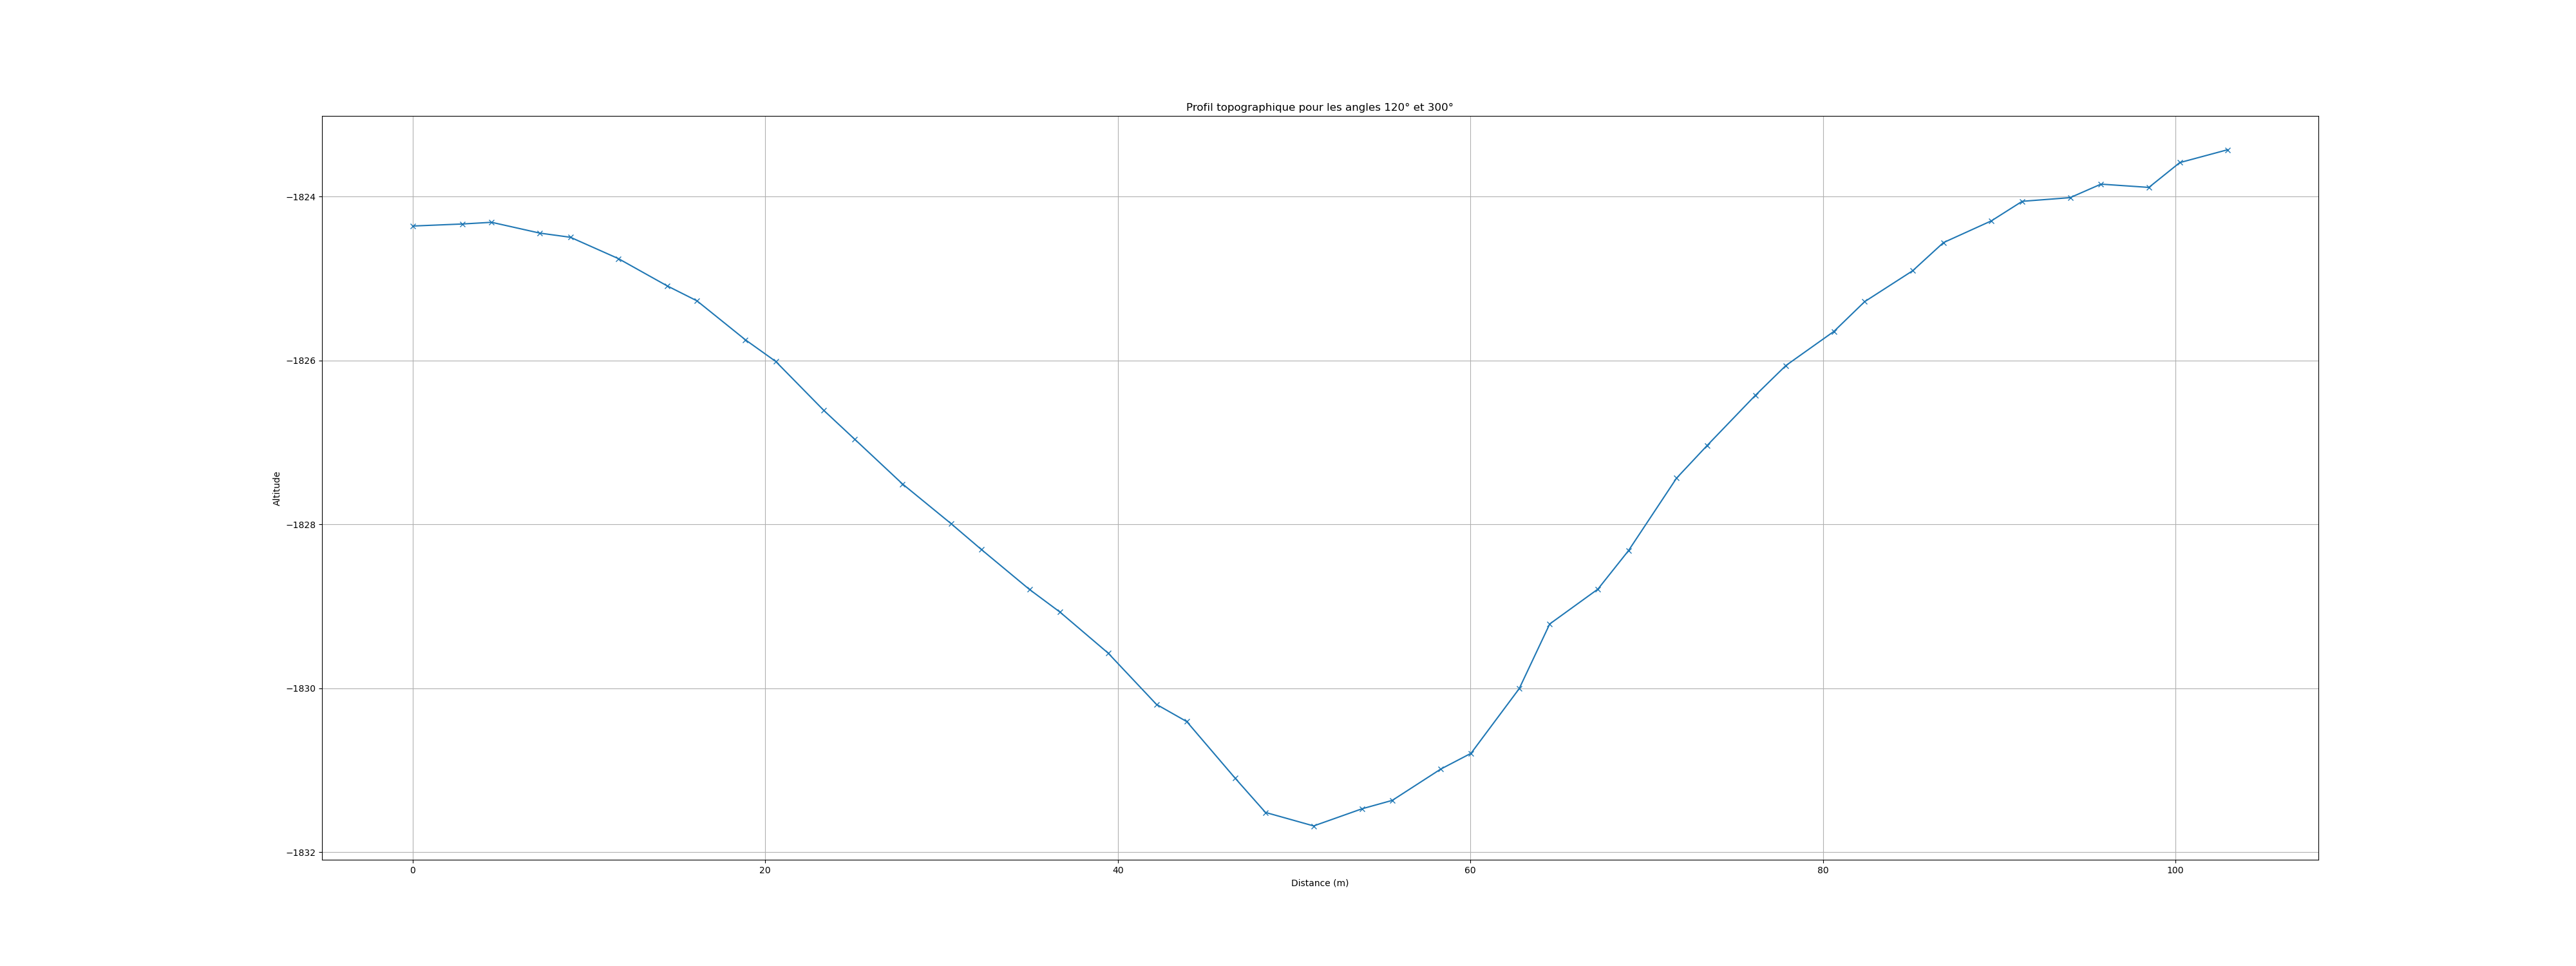 Profil topographique pour les angles 120° et 300°
Altitude
−1824
−1826
−1828
−1830
−1832
0 20 40 60 80 100
Distance (m)